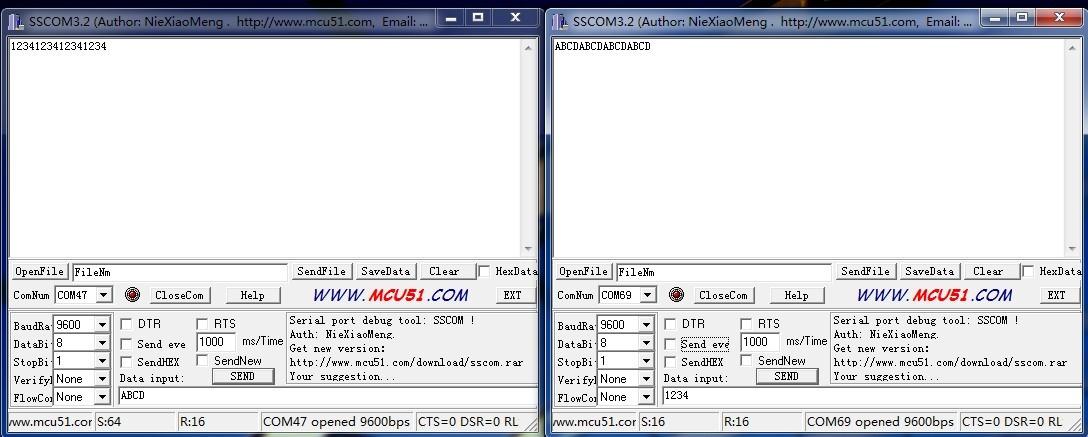 SSCOM3.2 (Author: NieXiaoMeng . http://www.mcu51.com, Email: ...
1234123412341234
OpenFile FileNm SendFile SaveData Clear HexData
ComNum COM47 CloseCom Help WWW.MCU51.COM EXT
BaudRa 9600 DTR RTS
DataBi 8 Send eve 1000 ms/Time
StopBi 1 SendHEX SendNew
VerifyI None Data input: SEND
FlowCon None ABCD
Serial port debug tool: SSCOM !
Auth: NieXiaoMeng.
Get new version:
http://www.mcu51.com/download/sscom.rar
Your suggestion...
www.mcu51.cor S:64 R:16 COM47 opened 9600bps CTS=0 DSR=0 RL
SSCOM3.2 (Author: NieXiaoMeng . http://www.mcu51.com, Email: ...
ABCDABCDABCDABCD
OpenFile FileNm SendFile SaveData Clear HexData
ComNum COM69 CloseCom Help WWW.MCU51.COM EXT
BaudRa 9600 DTR RTS
DataBi 8 Send eve 1000 ms/Time
StopBi 1 SendHEX SendNew
VerifyI None Data input: SEND
FlowCon None 1234
Serial port debug tool: SSCOM !
Auth: NieXiaoMeng.
Get new version:
http://www.mcu51.com/download/sscom.rar
Your suggestion...
www.mcu51.cor S:16 R:16 COM69 opened 9600bps CTS=0 DSR=0 RL